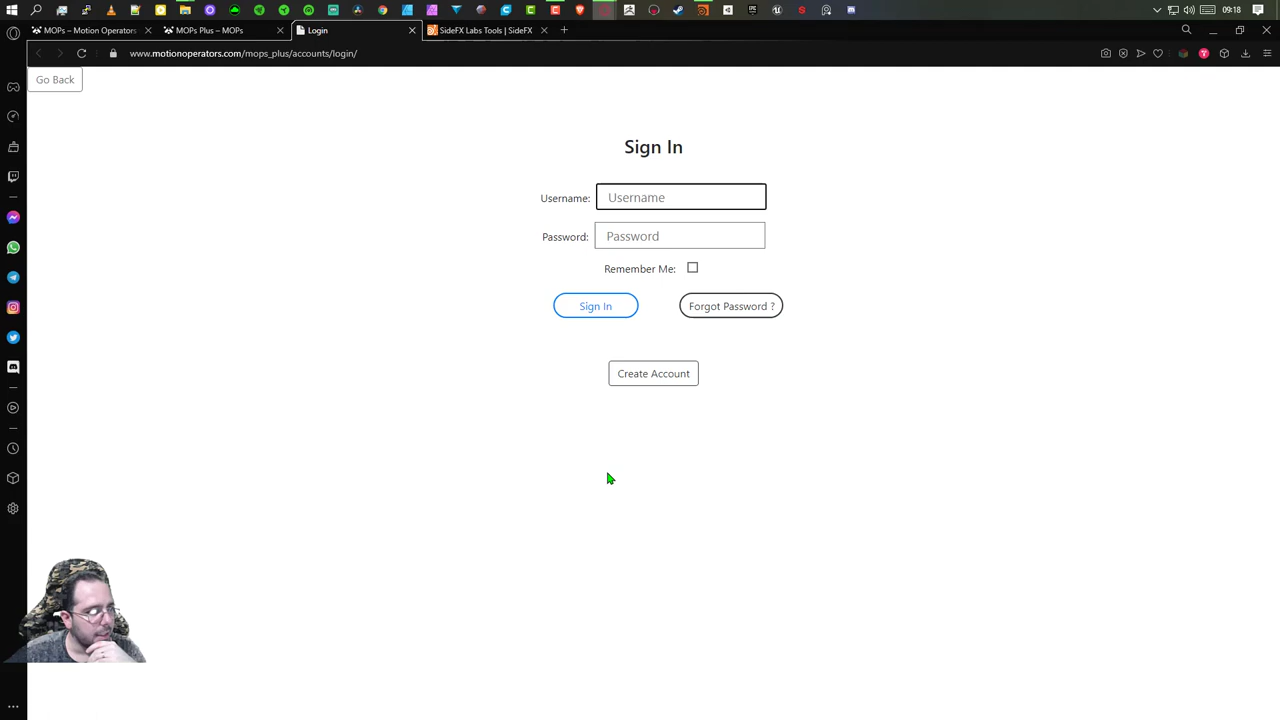 09:18
MOPs – Motion Operators
MOPs Plus – MOPs
Login
SideFX Labs Tools | SideFX
www.motionoperators.com/mops_plus/accounts/login/
Go Back
Sign In
Username: Username
Password: Password
Remember Me:
Sign In Forgot Password ?
Create Account